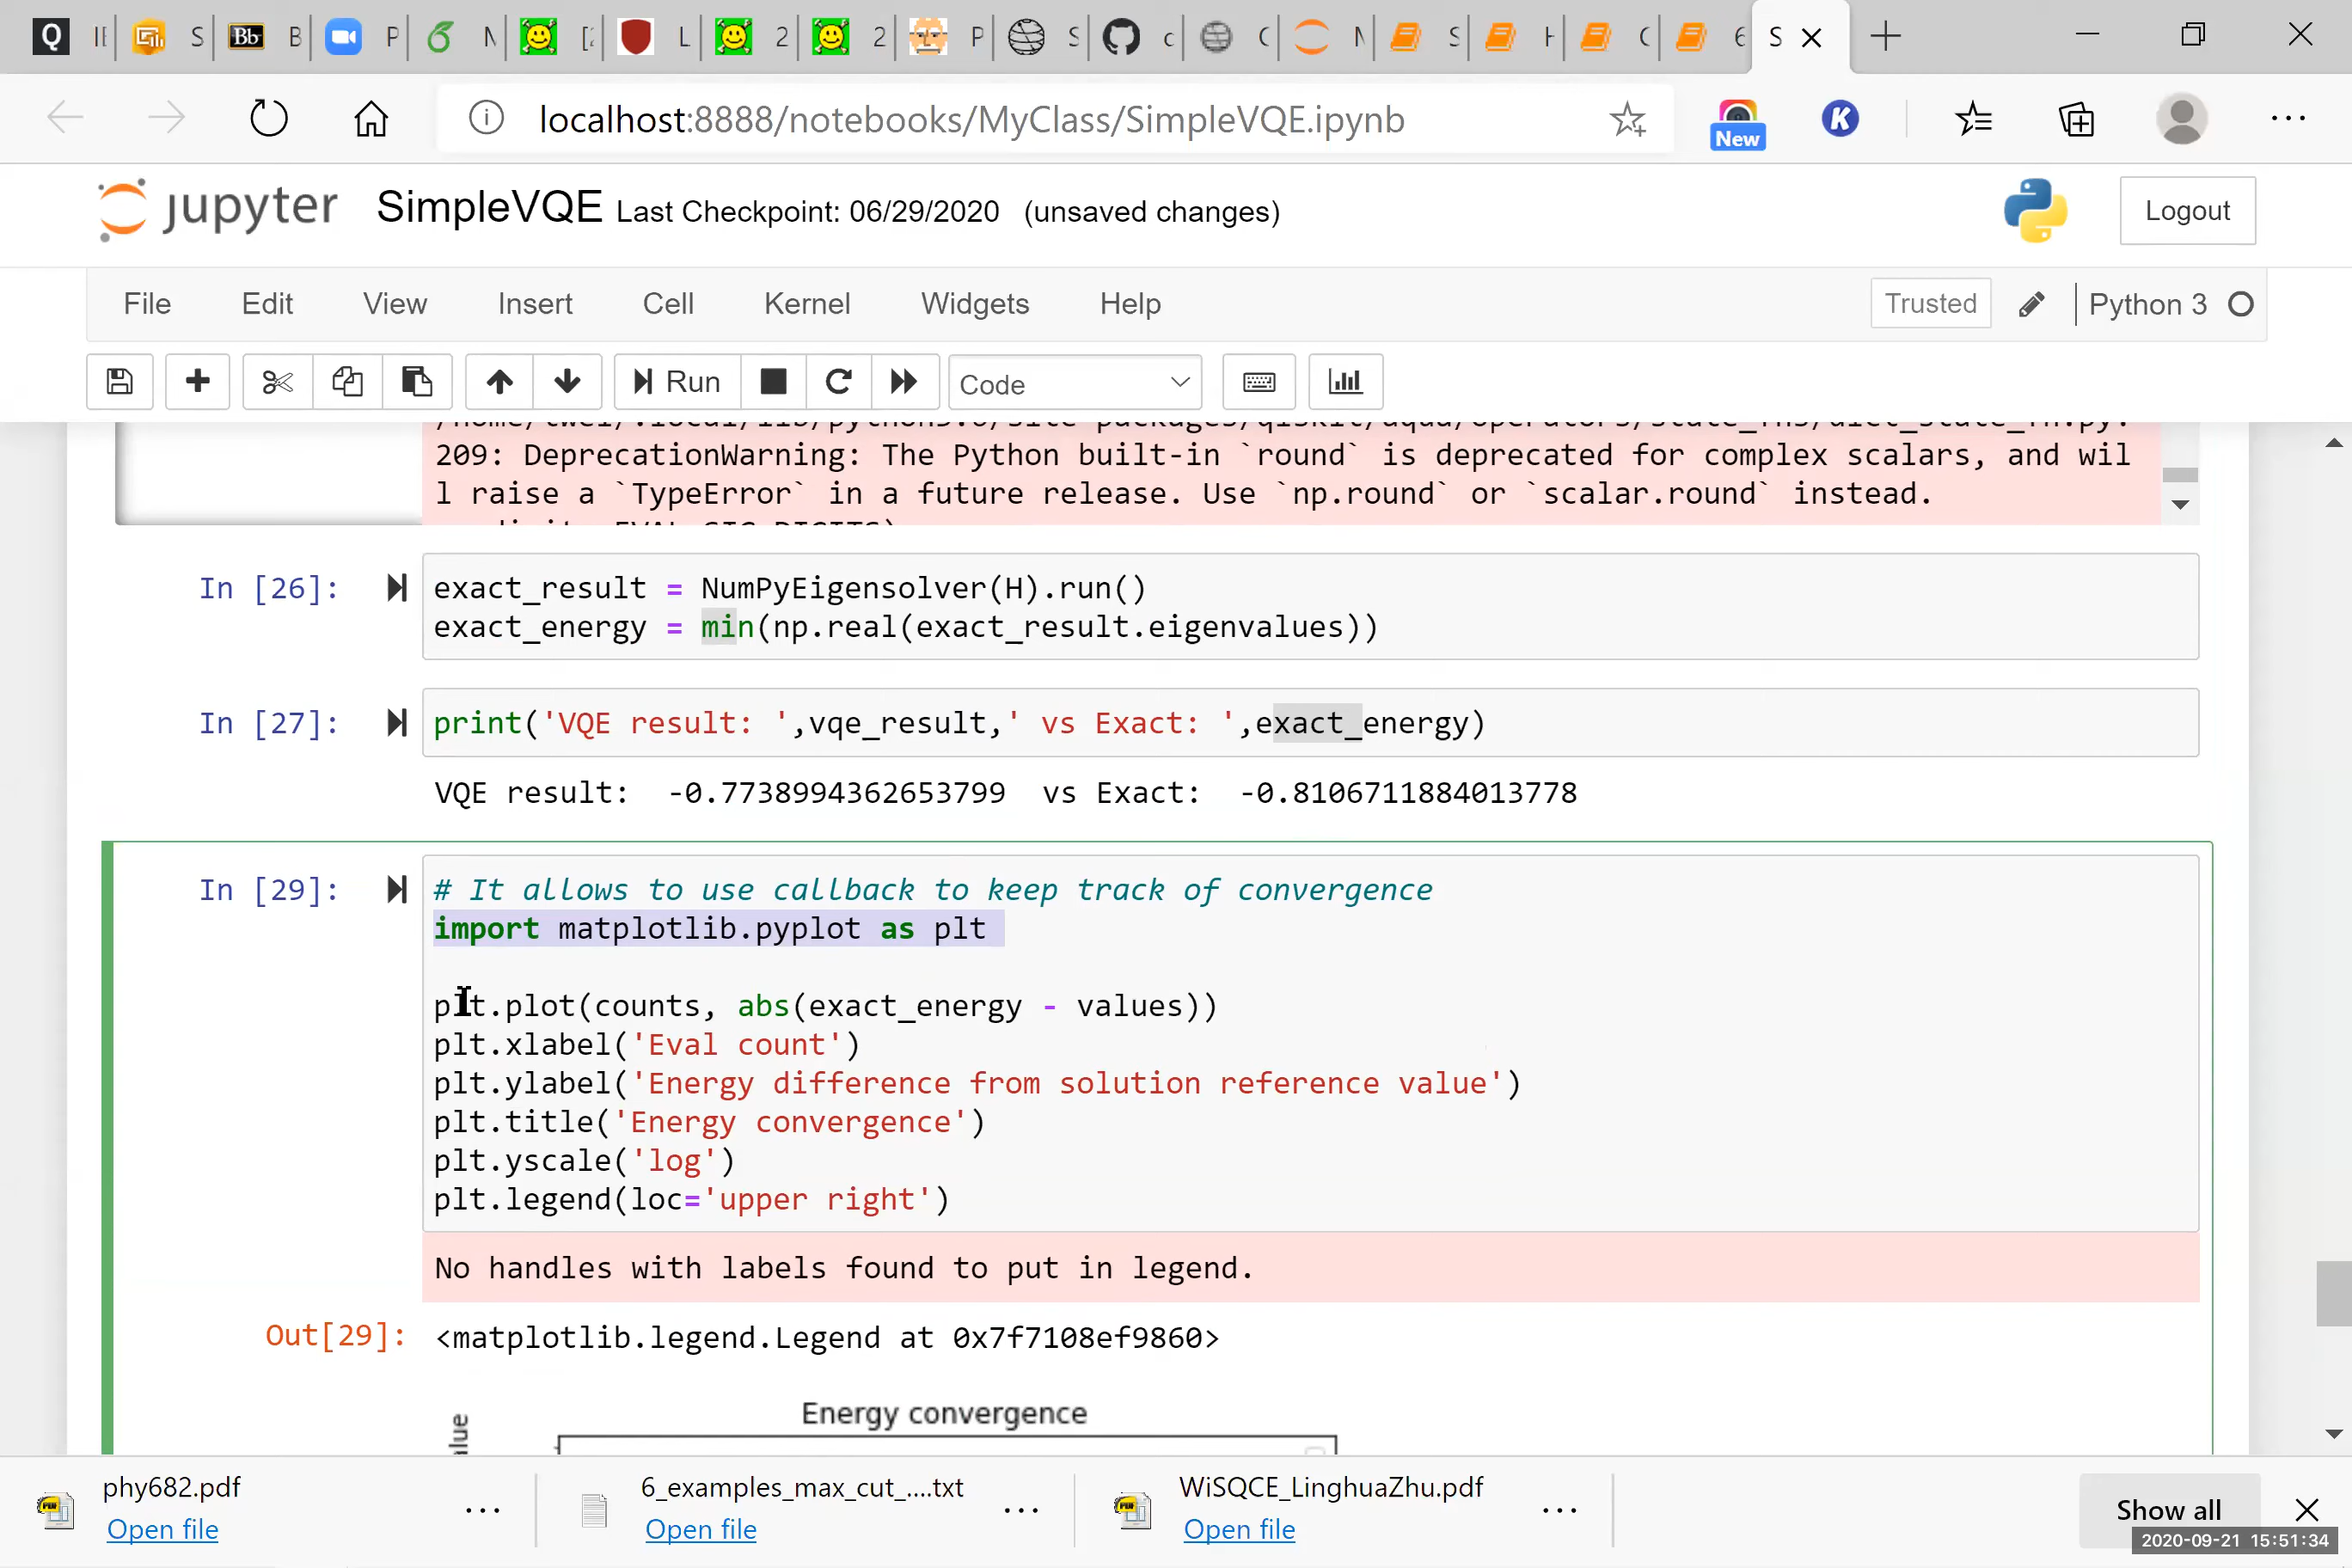 Q IE S Bb B P N [2 L 2 2 P S c C N S H C 6 S
localhost:8888/notebooks/MyClass/SimpleVQE.ipynb
New
K
jupyter SimpleVQE Last Checkpoint: 06/29/2020 (unsaved changes)
Logout
File Edit View Insert Cell Kernel Widgets Help
Trusted Python 3
Run Code
209: DeprecationWarning: The Python built-in `round` is deprecated for complex scalars, and wil
l raise a `TypeError` in a future release. Use `np.round` or `scalar.round` instead.
In [26]: exact_result = NumPyEigensolver(H).run()
exact_energy = min(np.real(exact_result.eigenvalues))
In [27]: print('VQE result: ',vqe_result,' vs Exact: ',exact_energy)
VQE result:  -0.7738994362653799  vs Exact:  -0.8106711884013778
In [29]: # It allows to use callback to keep track of convergence
import matplotlib.pyplot as plt
plt.plot(counts, abs(exact_energy - values))
plt.xlabel('Eval count')
plt.ylabel('Energy difference from solution reference value')
plt.title('Energy convergence')
plt.yscale('log')
plt.legend(loc='upper right')
No handles with labels found to put in legend.
Out[29]: <matplotlib.legend.Legend at 0x7f7108ef9860>
Energy convergence
alue
phy682.pdf
Open file
6_examples_max_cut_....txt
Open file
WiSQCE_LinghuaZhu.pdf
Open file
Show all
2020-09-21 15:51:34